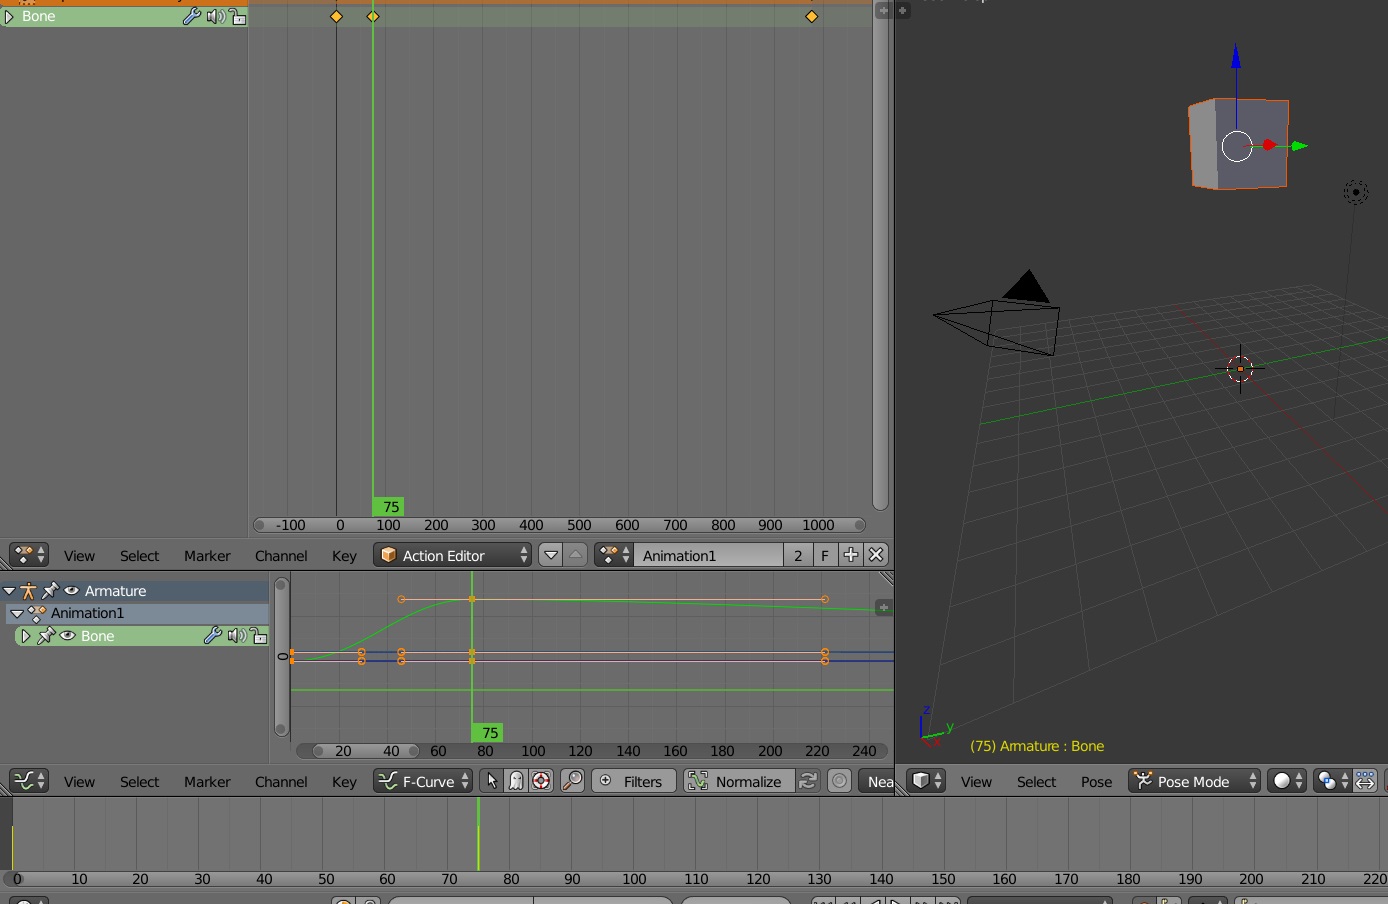 Bone
75
-100 0 100 200 300 400 500 600 700 800 900 1000
View Select Marker Channel Key Action Editor Animation1 2 F
Armature
Animation1
Bone
75
20 40 60 80 100 120 140 160 180 200 220 240
View Select Marker Channel Key F-Curve Filters Normalize Nea
z
y
x
(75) Armature : Bone
View Select Pose Pose Mode
0 10 20 30 40 50 60 70 80 90 100 110 120 130 140 150 160 170 180 190 200 210 220